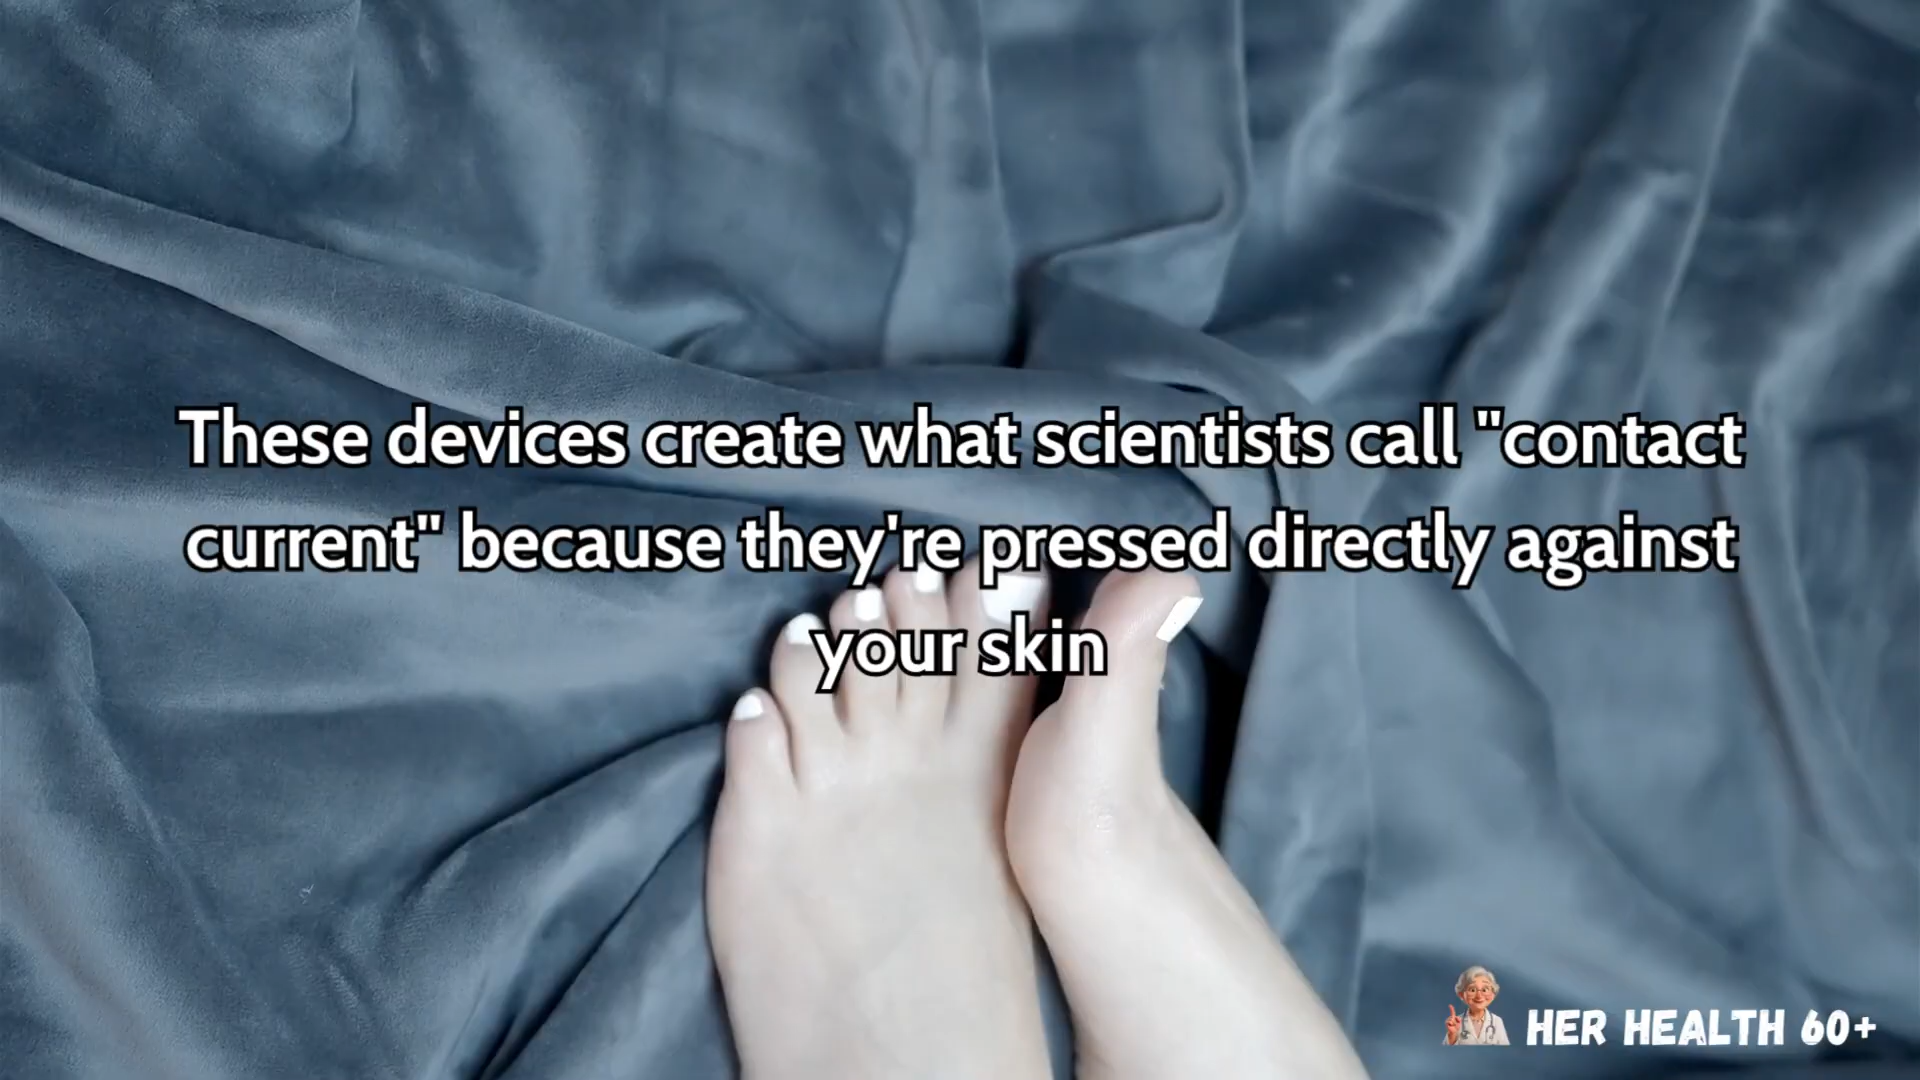 These devices create what scientists call "contact
current" because they're pressed directly against
your skin
HER HEALTH 60+